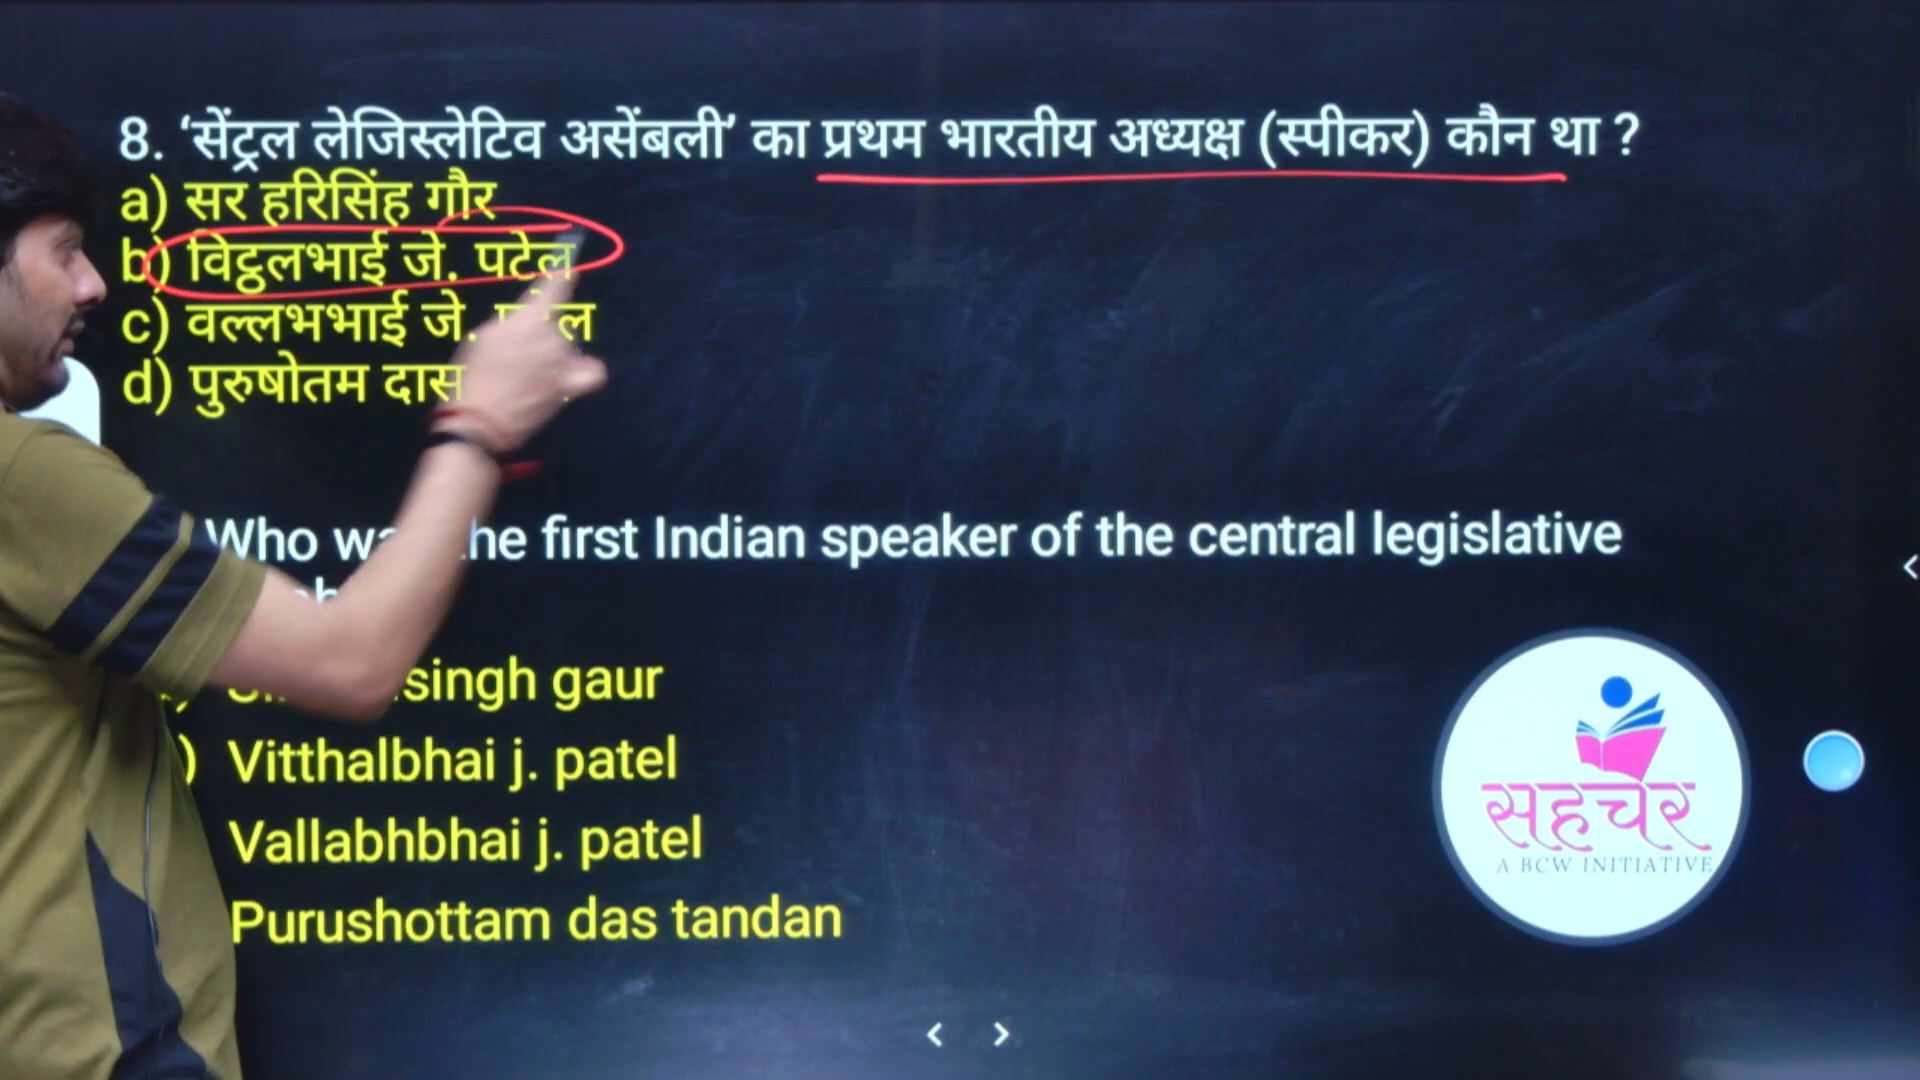 8. ‘सेंट्रल लेजिस्लेटिव असेंबली’ का प्रथम भारतीय अध्यक्ष (स्पीकर) कौन था ?
a) सर हरिसिंह गौर
b) विट्ठलभाई जे. पटेल
c) वल्लभभाई जे.
d) पुरुषोतम दास
Who the first Indian speaker of the central legislative
singh gaur
) Vitthalbhai j. patel
Vallabhbhai j. patel
Purushottam das tandan
सहचर
A BCW INITIATIVE